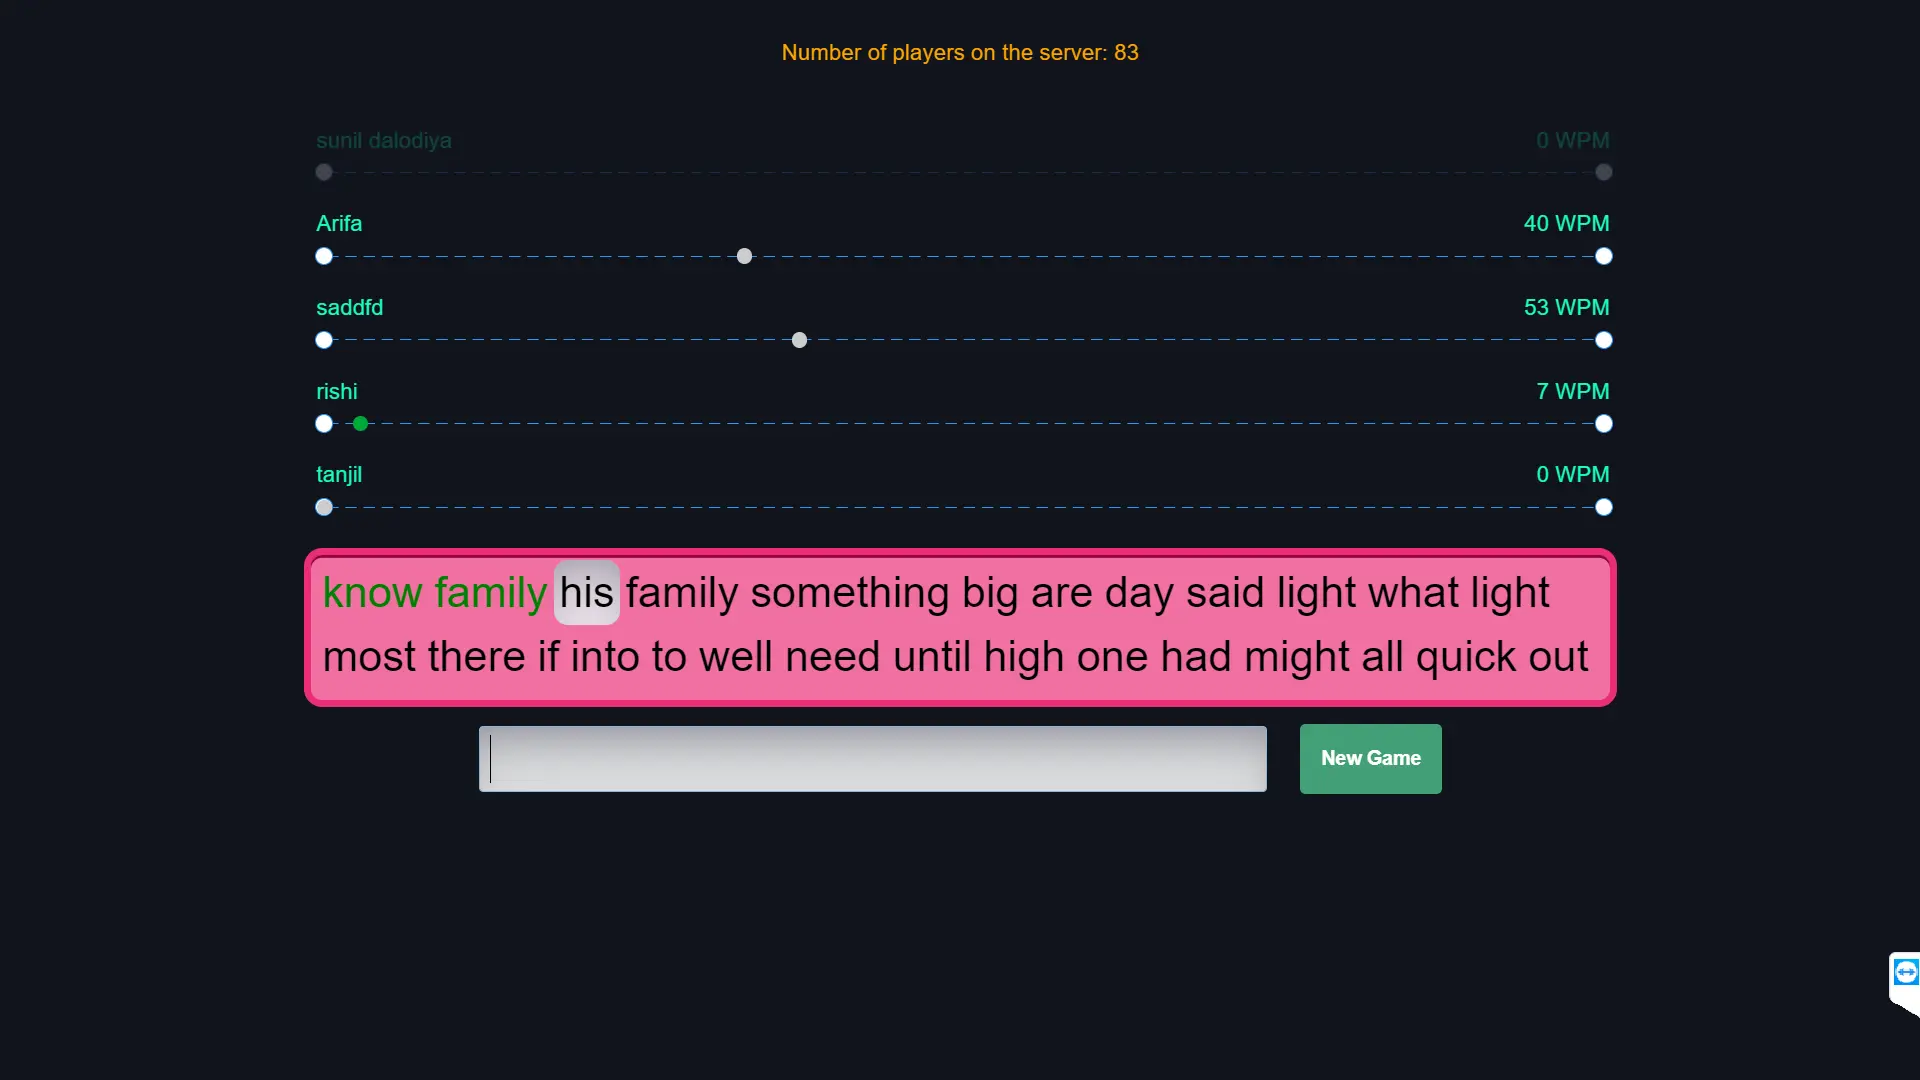 Number of players on the server: 83
sunil dalodiya 0 WPM
Arifa 40 WPM
saddfd 53 WPM
rishi 7 WPM
tanjil 0 WPM
know family his family something big are day said light what light
most there if into to well need until high one had might all quick out
New Game